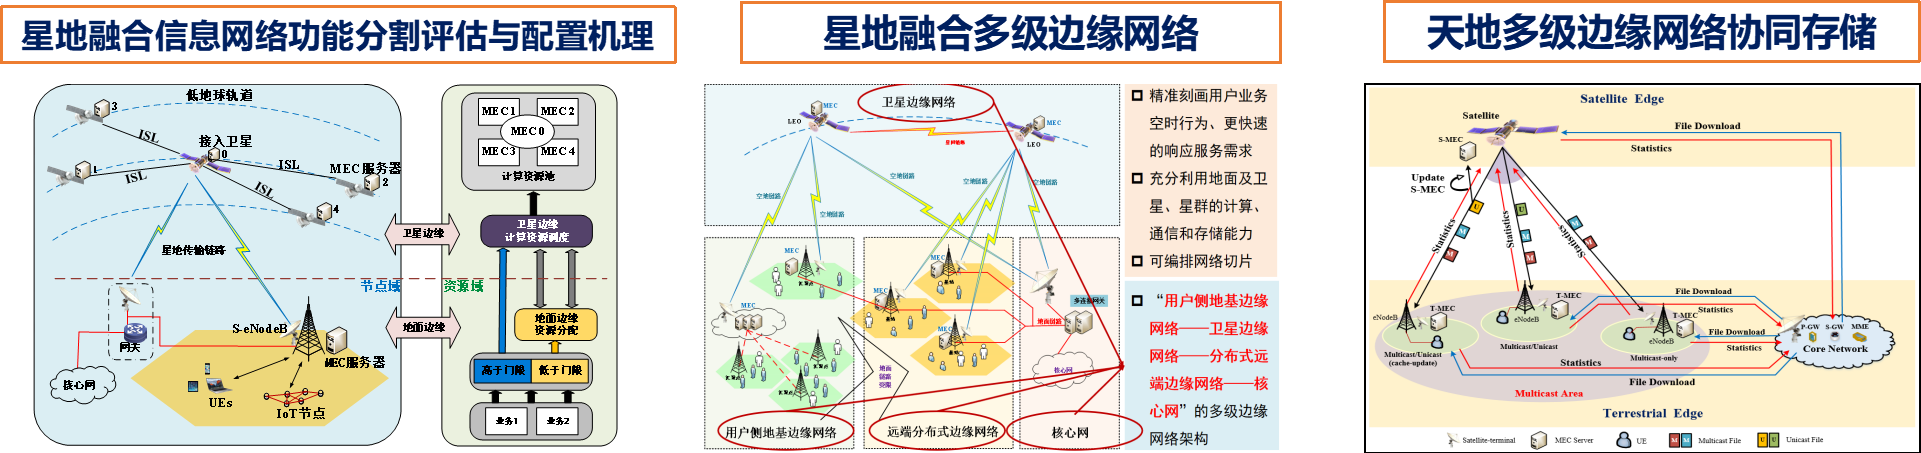 星地融合信息网络功能分割评估与配置机理
低地球轨道
3
ISL
接入卫星
0
ISL
1
ISL
ISL
MEC服务器
2
4
星地传输链路
卫星边缘
节点域
资源域
地面边缘
S-eNodeB
网关
MEC服务器
核心网
UEs
IoT节点
MEC 1
MEC 2
MEC 0
MEC 3
MEC 4
计算资源池
卫星边缘
计算资源调度
地面边缘
资源分配
高于门限
低于门限
业务1
业务2
星地融合多级边缘网络
卫星边缘网络
MEC
LEO
MEC
LEO
星间链路
空地链路
空地链路
空地链路
空地链路
MEC
MEC
MEC
MEC
MEC
基站
基站
基站
多连接网关
地面链路
地面
链路
资源
核心网
用户侧地基边缘网络
远端分布式边缘网络
核心网
精准刻画用户业务
空时行为、更快速
的响应服务需求
充分利用地面及卫
星、星群的计算、
通信和存储能力
可编排网络切片
“用户侧地基边缘
网络——卫星边缘
网络——分布式远
端边缘网络——核
心网”的多级边缘
网络架构
天地多级边缘网络协同存储
Satellite Edge
Satellite
S-MEC
File Download
Statistics
Update
S-MEC
U
U
M
M
M
M
M
M
Statistics
Statistics
Statistics
eNodeB
T-MEC
UE
Multicast/Unicast
(cache-update)
UE
eNodeB
T-MEC
Multicast/Unicast
UE
T-MEC
eNodeB
Multicast-only
File Download
Statistics
File Download
Statistics
P-GW
S-GW
MME
Core Network
Statistics
File Download
Multicast Area
Terrestrial Edge
Satellite-terminal
MEC Server
UE
M
M
Multicast File
U
U
Unicast File